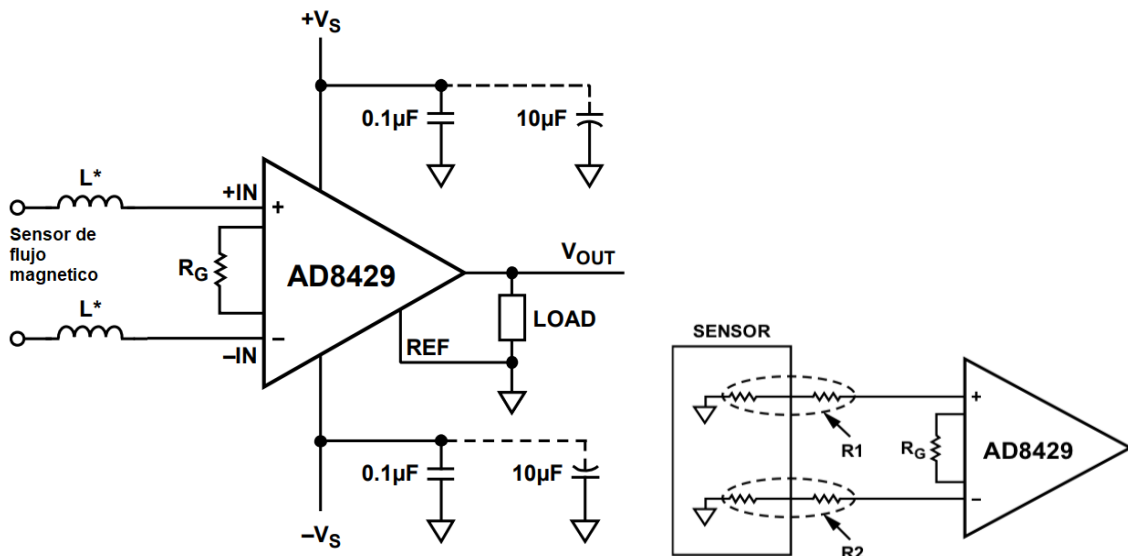 +VS
0.1µF
10µF
L*
+IN
+
Sensor de
flujo
magnetico
RG
AD8429
VOUT
L*
–IN
–
REF
LOAD
0.1µF
10µF
–VS
SENSOR
+
R1
RG
AD8429
–
R2